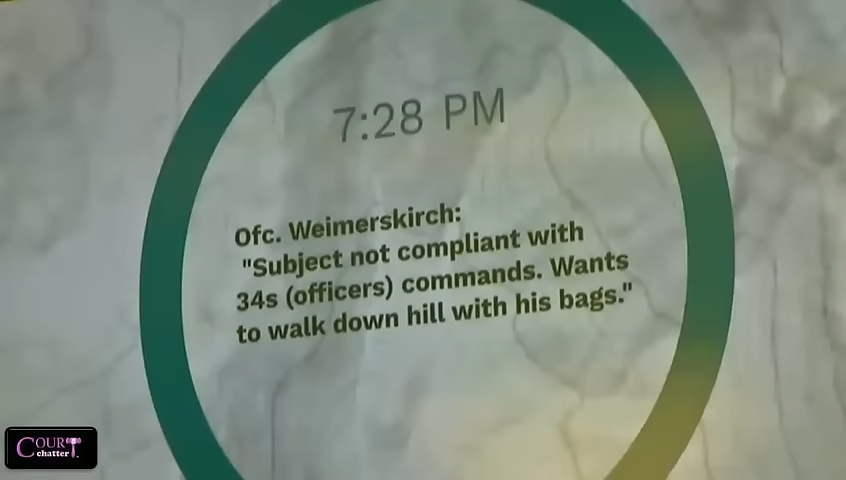 7:28 PM
Ofc. Weimerskirch:
"Subject not compliant with
34s (officers) commands. Wants
to walk down hill with his bags."
COURT
chatter